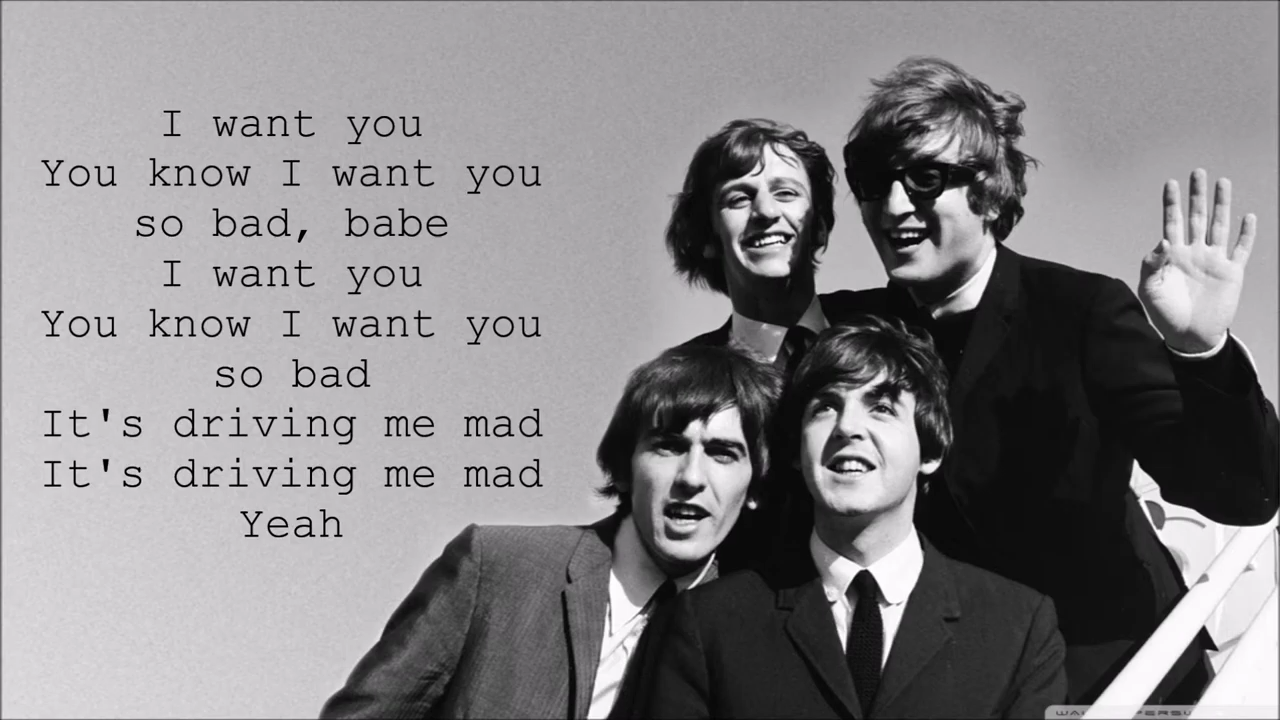 I want you
You know I want you
so bad, babe
I want you
You know I want you
so bad
It's driving me mad
It's driving me mad
Yeah